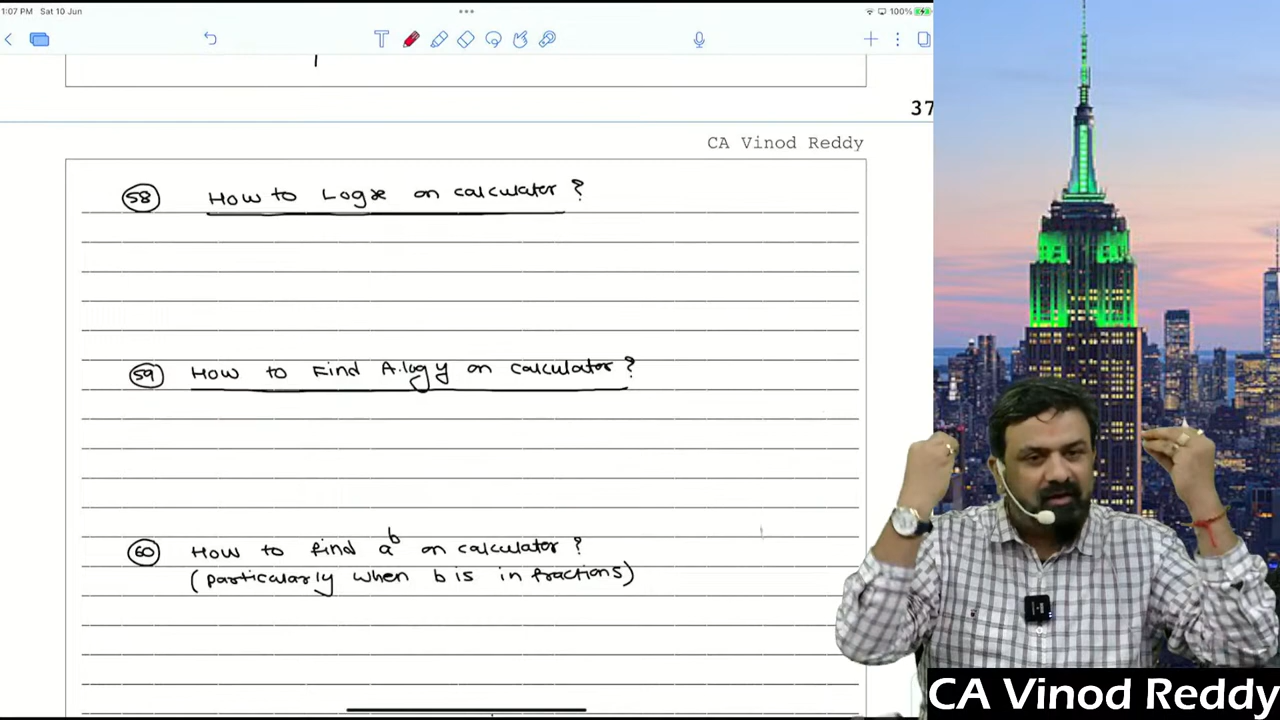 1:07 PM Sat 10 Jun
100%
T
37
CA Vinod Reddy
58 How to Logx on calculator ?
59 How to Find A.log y on calculator ?
60 How to find a^b on calculator ?
(particularly when b is in fractions)
CA Vinod Reddy